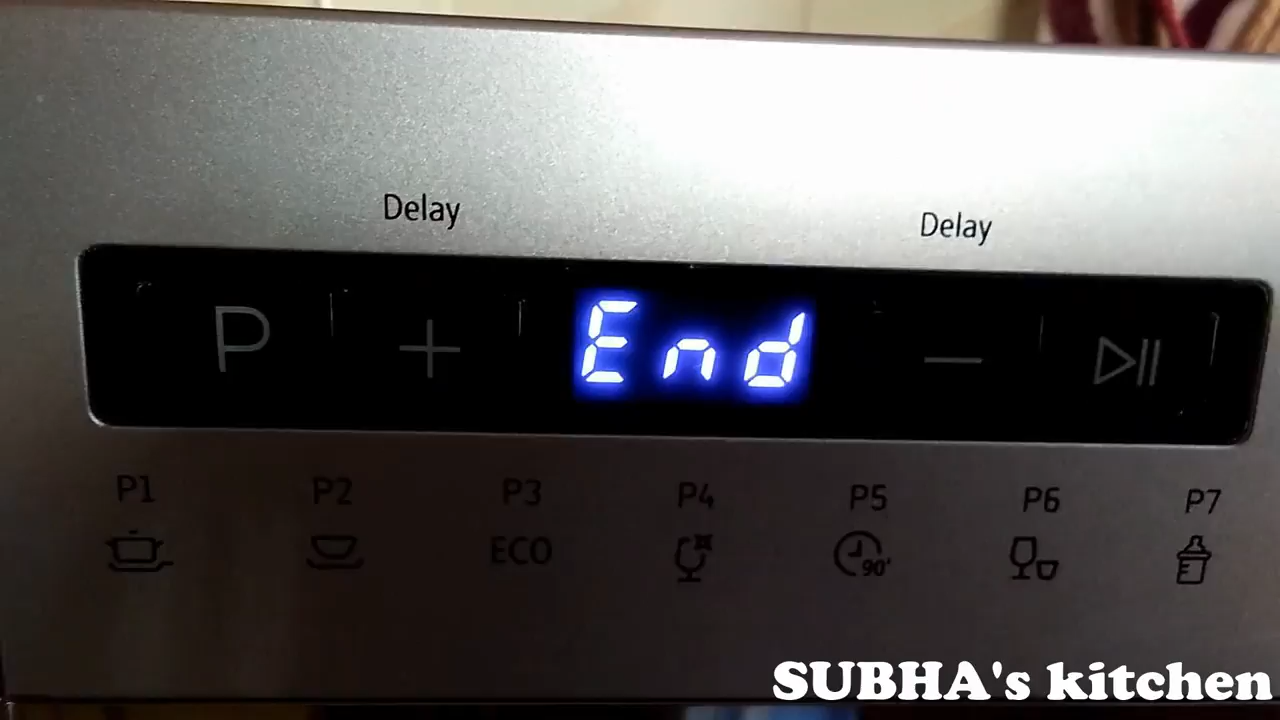 Delay Delay
P + End − ▷||
P1 P2 P3 P4 P5 P6 P7
ECO 90'
SUBHA's kitchen